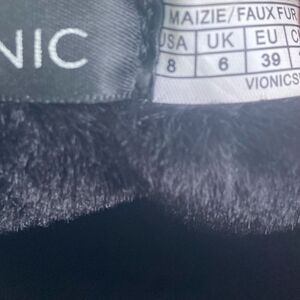 NIC
MAIZIE/FAUX FUR
USA UK EU C
8 6 39
VIONICS